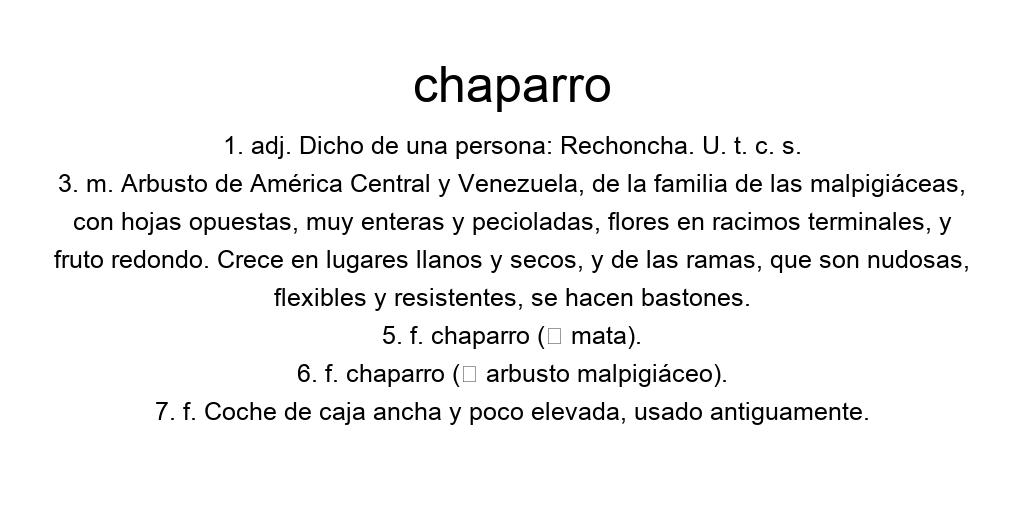 chaparro
1. adj. Dicho de una persona: Rechoncha. U. t. c. s.
3. m. Arbusto de América Central y Venezuela, de la familia de las malpigiáceas,
con hojas opuestas, muy enteras y pecioladas, flores en racimos terminales, y
fruto redondo. Crece en lugares llanos y secos, y de las ramas, que son nudosas,
flexibles y resistentes, se hacen bastones.
5. f. chaparro (□ mata).
6. f. chaparro (□ arbusto malpigiáceo).
7. f. Coche de caja ancha y poco elevada, usado antiguamente.